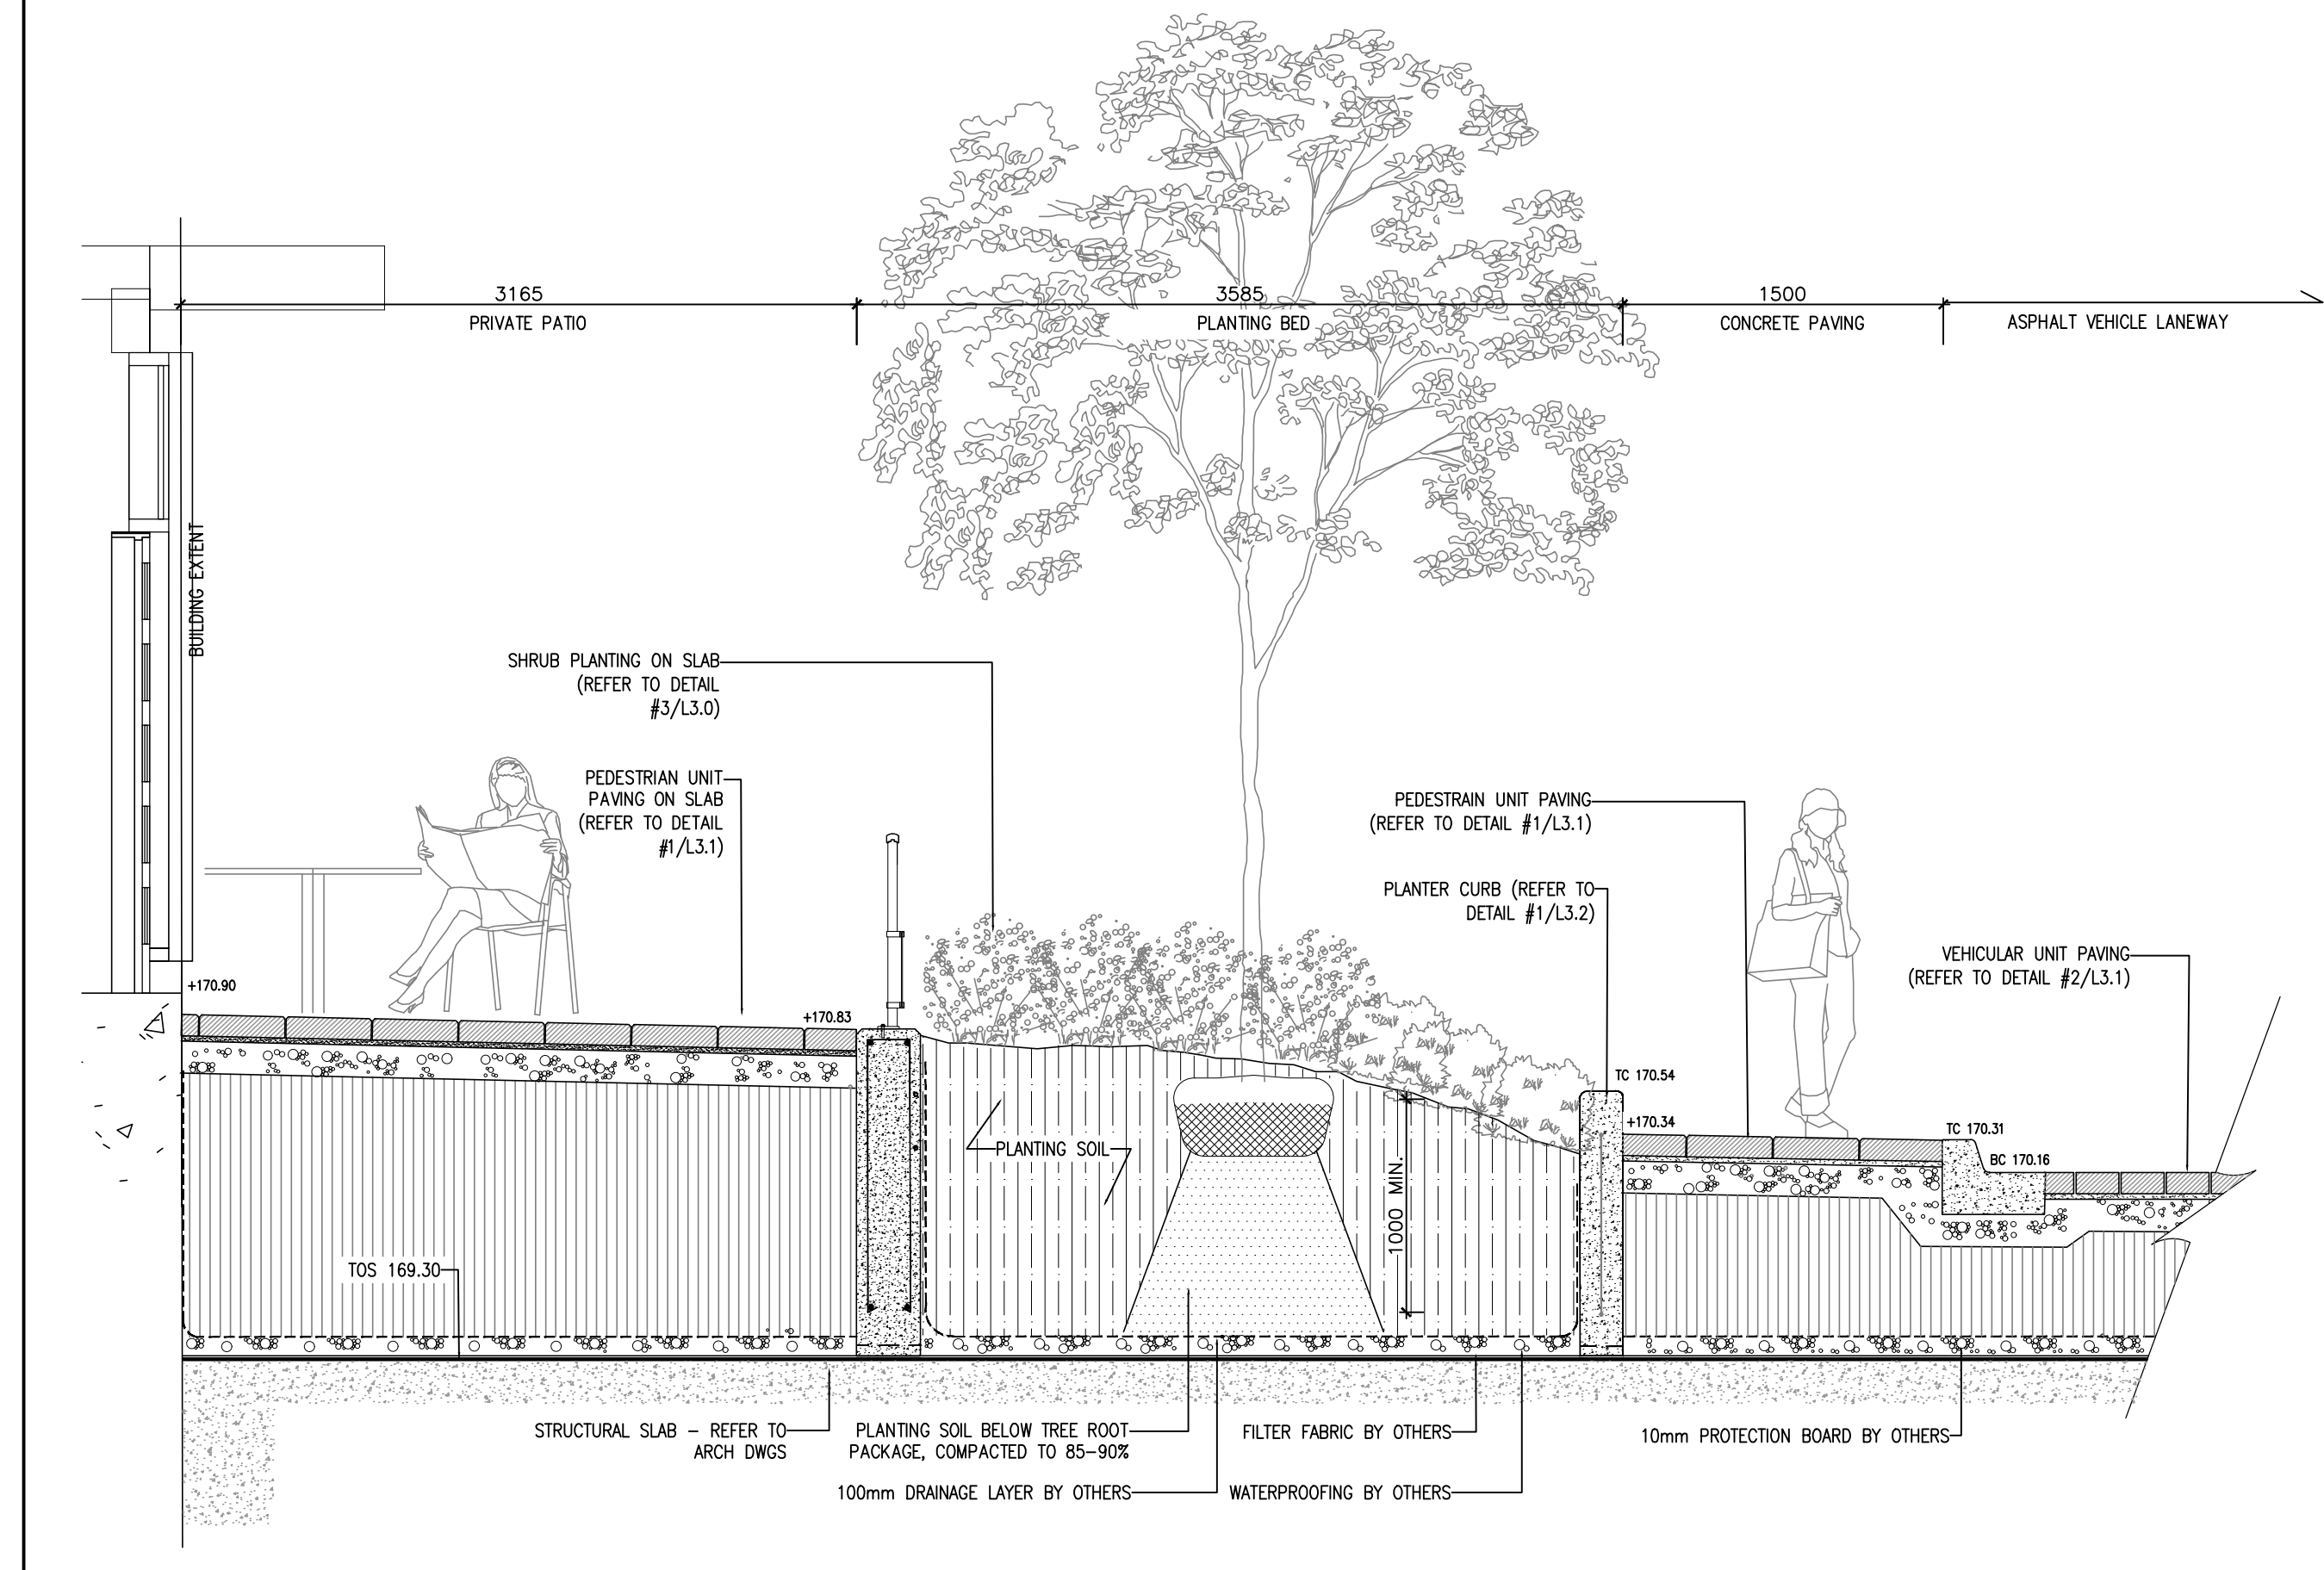 3165
3585
1500
PRIVATE PATIO
PLANTING BED
CONCRETE PAVING
ASPHALT VEHICLE LANEWAY
BUILDING EXTENT
SHRUB PLANTING ON SLAB
(REFER TO DETAIL
#3/L3.0)
PEDESTRIAN UNIT
PAVING ON SLAB
(REFER TO DETAIL
#1/L3.1)
PEDESTRAIN UNIT PAVING
(REFER TO DETAIL #1/L3.1)
PLANTER CURB (REFER TO
DETAIL #1/L3.2)
VEHICULAR UNIT PAVING
(REFER TO DETAIL #2/L3.1)
+170.90
+170.83
TC 170.54
+170.34
TC 170.31
BC 170.16
PLANTING SOIL
1000 MIN.
TOS 169.30
STRUCTURAL SLAB – REFER TO
ARCH DWGS
PLANTING SOIL BELOW TREE ROOT
PACKAGE, COMPACTED TO 85–90%
FILTER FABRIC BY OTHERS
10mm PROTECTION BOARD BY OTHERS
100mm DRAINAGE LAYER BY OTHERS
WATERPROOFING BY OTHERS